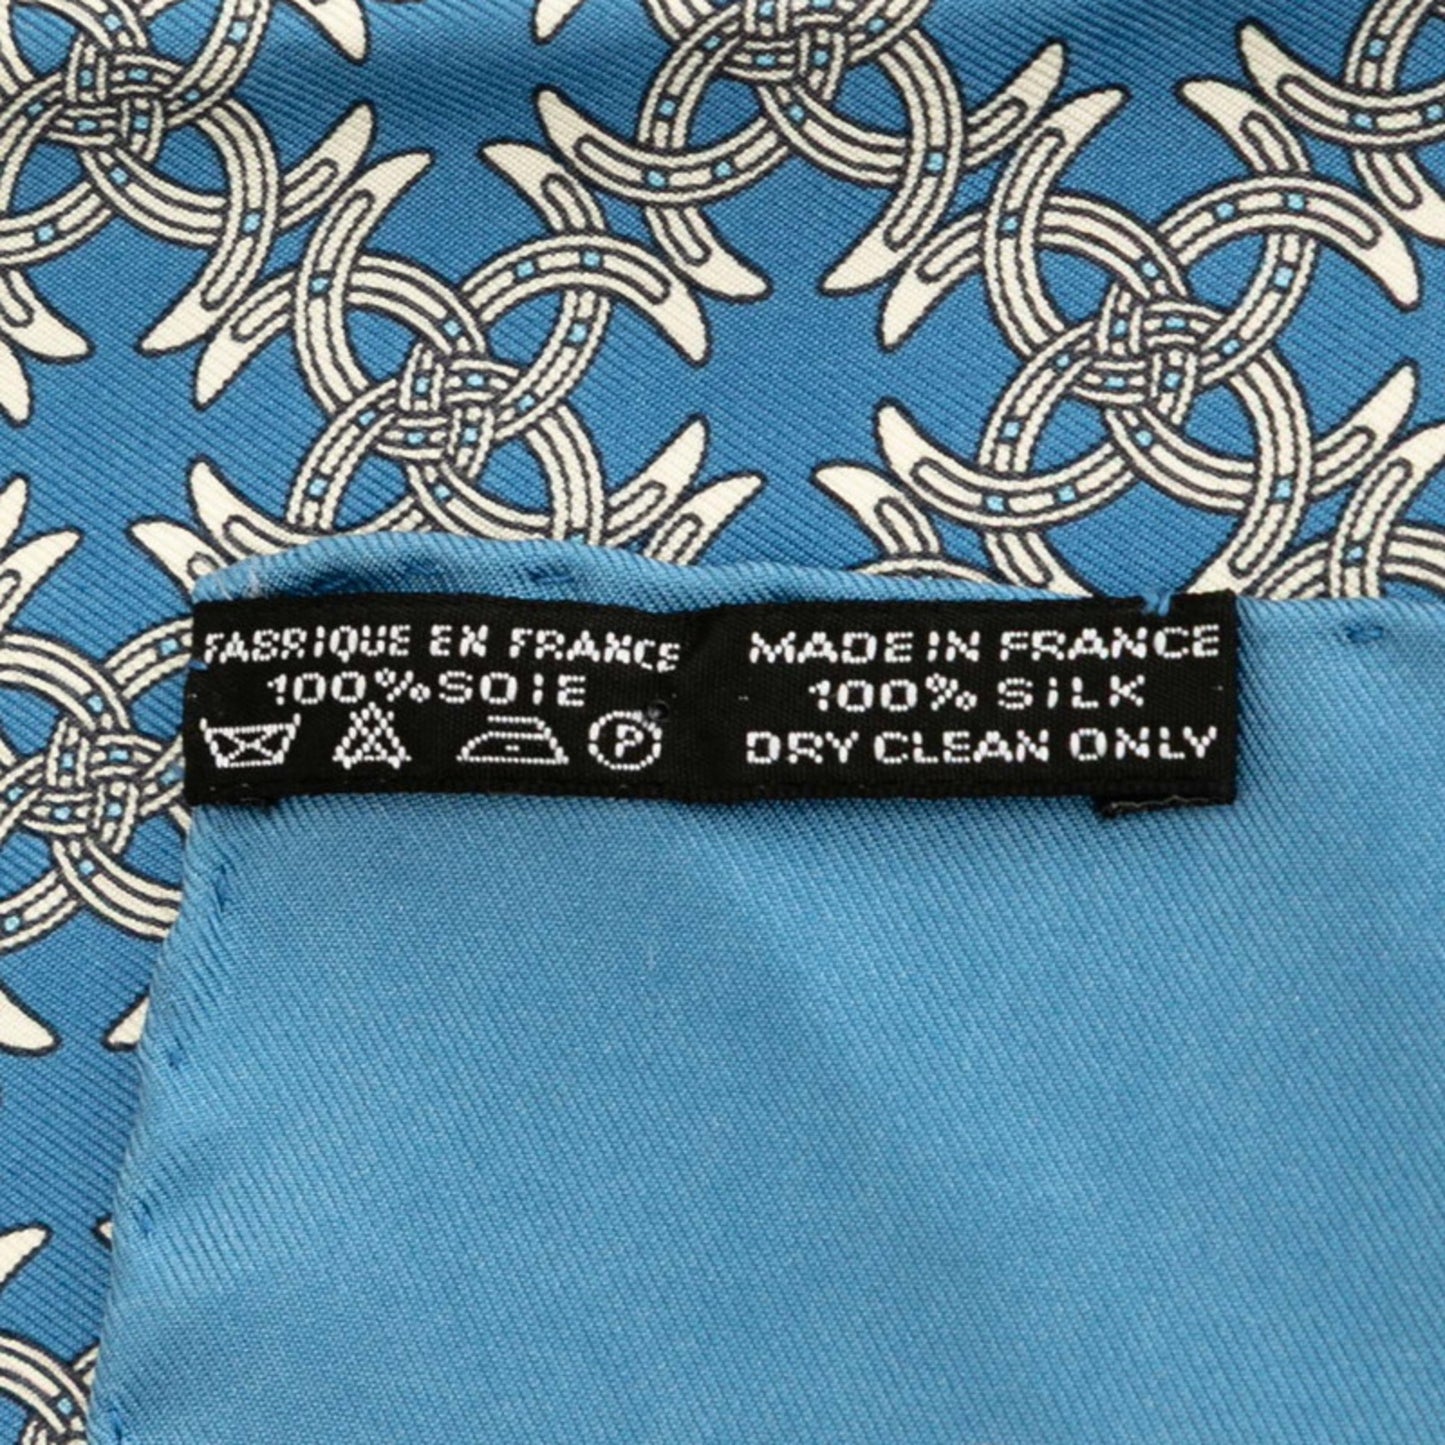 FABRIQUE EN FRANCE
100% SOIE
P
MADE IN FRANCE
100% SILK
DRY CLEAN ONLY